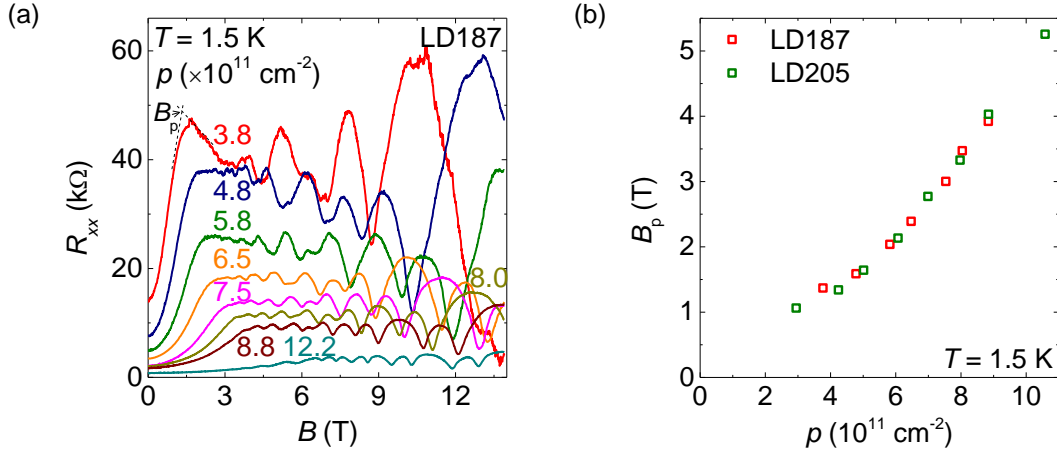 (a)
T = 1.5 K
LD187
p (×10¹¹ cm⁻²)
Bₚ
3.8
4.8
5.8
6.5
7.5
8.0
8.8
12.2
60
40
20
0
Rₓₓ (kΩ)
0 3 6 9 12
B (T)
(b)
LD187
LD205
T = 1.5 K
5
4
3
2
1
0
Bₚ (T)
0 2 4 6 8 10
p (10¹¹ cm⁻²)